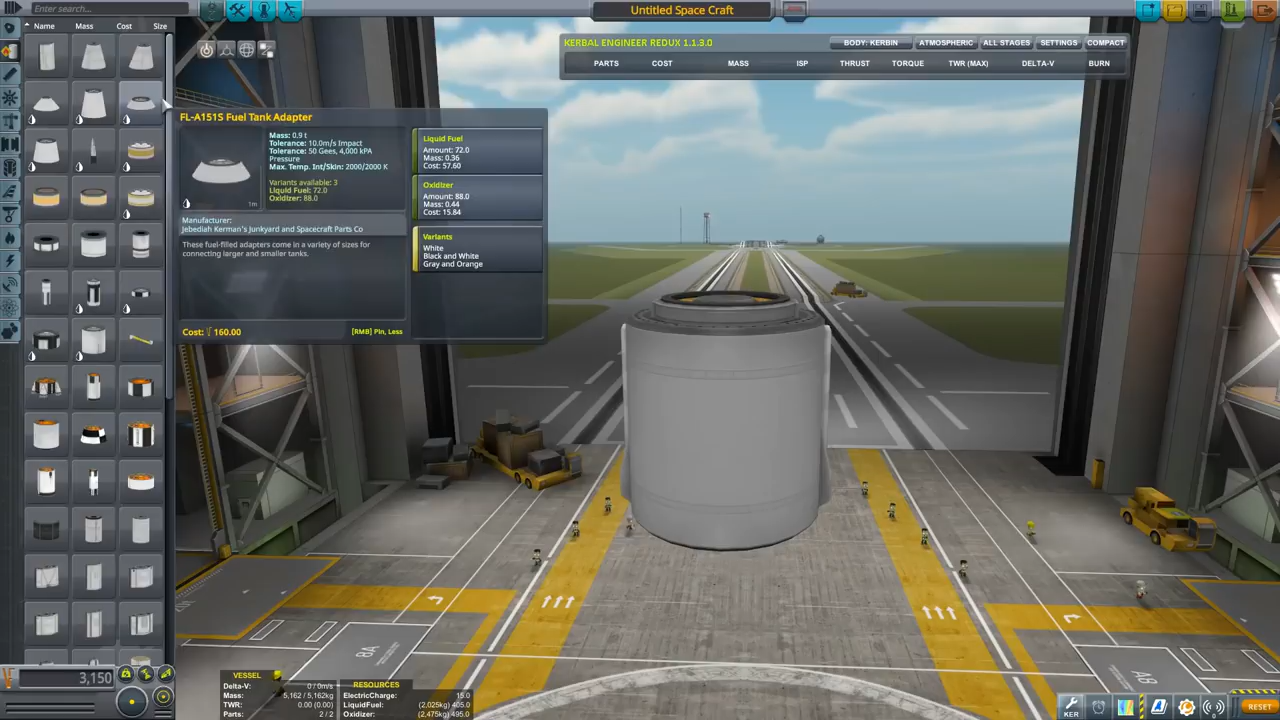 Enter search...
Untitled Space Craft
Name Mass Cost Size
KERBAL ENGINEER REDUX 1.1.3.0
BODY: KERBIN ATMOSPHERIC ALL STAGES SETTINGS COMPACT
PARTS COST MASS ISP THRUST TORQUE TWR (MAX) DELTA-V BURN
FL-A151S Fuel Tank Adapter
Mass: 0.9 t
Tolerance: 10.0m/s Impact
Tolerance: 50 Gees, 4,000 kPA
Pressure
Max. Temp. Int/Skin: 2000/2000 K
Variants available: 3
Liquid Fuel: 72.0
Oxidizer: 88.0
1m
Liquid Fuel
Amount: 72.0
Mass: 0.36
Cost: 57.60
Oxidizer
Amount: 88.0
Mass: 0.44
Cost: 15.84
Manufacturer:
Jebediah Kerman's Junkyard and Spacecraft Parts Co
These fuel-filled adapters come in a variety of sizes for
connecting larger and smaller tanks.
Variants
White
Black and White
Gray and Orange
Cost: 160.00
[RMB] Pin, Less
8A
A8
3,150
VESSEL
Delta-V: 0 / 0m/s
Mass: 5,162 / 5,162kg
TWR: 0.00 (0.00)
Parts: 2 / 2
RESOURCES
ElectricCharge: 15.0
LiquidFuel: (2,025kg) 405.0
Oxidizer: (2,475kg) 495.0
KER
RESET